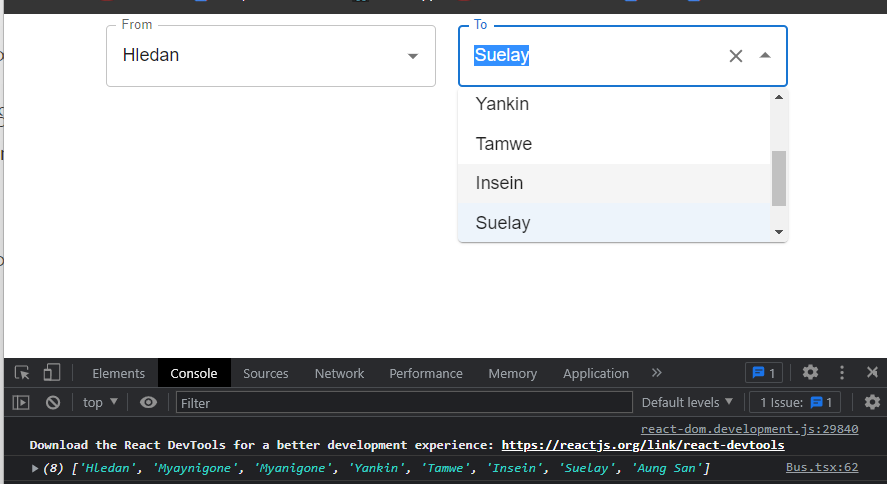 From
To
Hledan
Suelay
Yankin
Tamwe
Insein
Suelay
Elements Console Sources Network Performance Memory Application » 1
top Filter Default levels ▼ 1 Issue: 1
react-dom.development.js:29840
Download the React DevTools for a better development experience: https://reactjs.org/link/react-devtools
(8) ['Hledan', 'Myaynigone', 'Myanigone', 'Yankin', 'Tamwe', 'Insein', 'Suelay', 'Aung San'] Bus.tsx:62